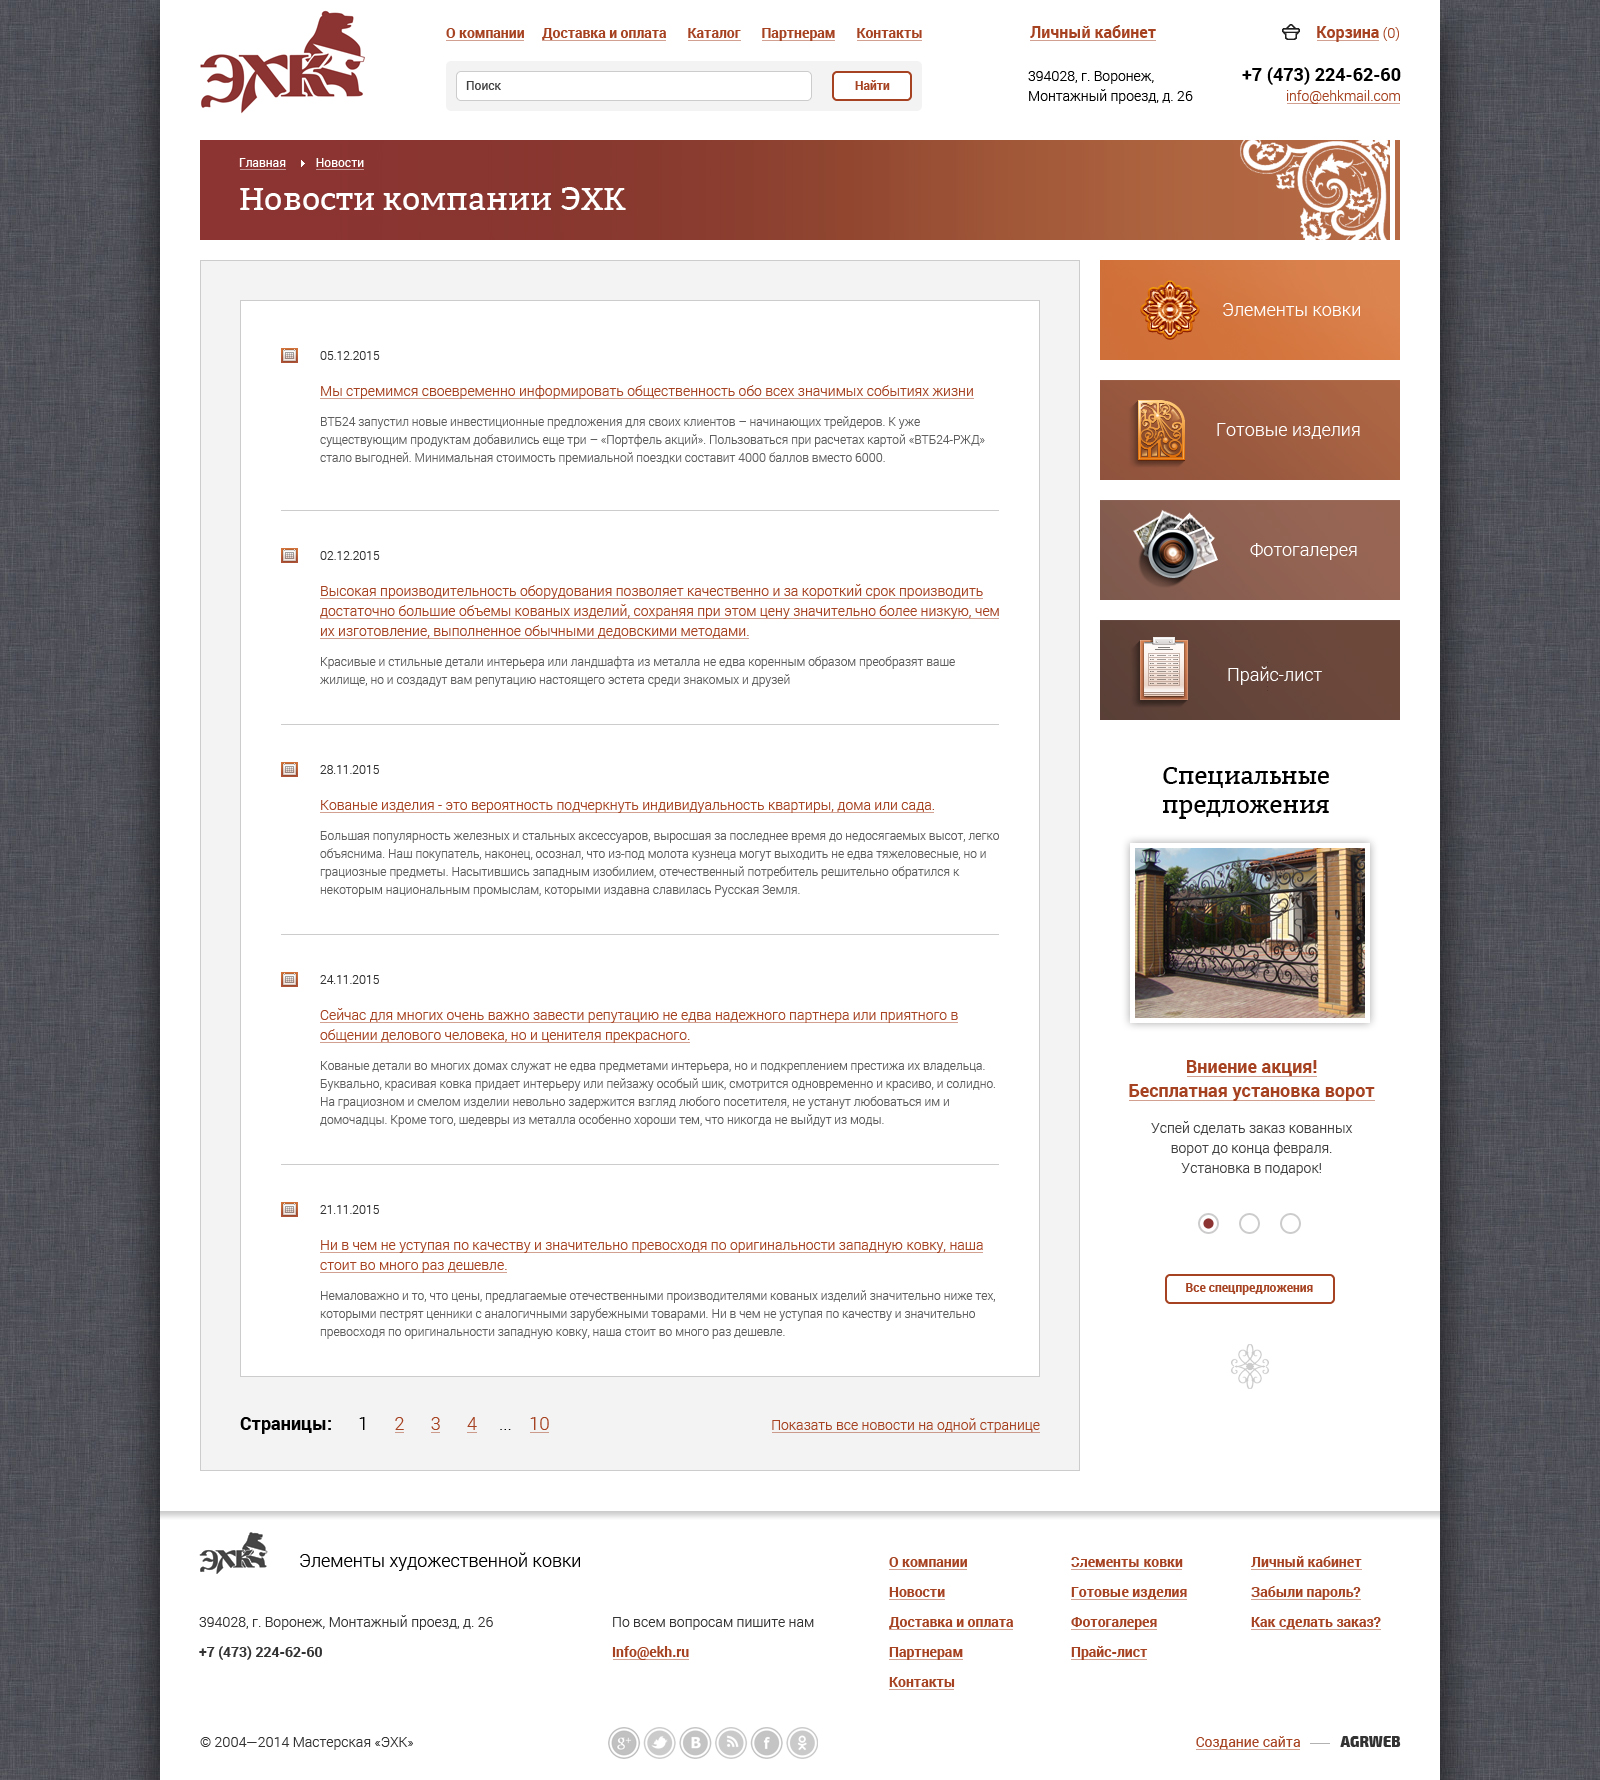 ЭХК
О компании Доставка и оплата Каталог Партнерам Контакты
Личный кабинет
Корзина (0)
Поиск
Найти
394028, г. Воронеж,
Монтажный проезд, д. 26
+7 (473) 224-62-60
info@ehkmail.com
Главная Новости
Новости компании ЭХК
05.12.2015
Мы стремимся своевременно информировать общественность обо всех значимых событиях жизни
ВТБ24 запустил новые инвестиционные предложения для своих клиентов – начинающих трейдеров. К уже
существующим продуктам добавились еще три – «Портфель акций». Пользоваться при расчетах картой «ВТБ24-РЖД»
стало выгодней. Минимальная стоимость премиальной поездки составит 4000 баллов вместо 6000.
02.12.2015
Высокая производительность оборудования позволяет качественно и за короткий срок производить
достаточно большие объемы кованых изделий, сохраняя при этом цену значительно более низкую, чем
их изготовление, выполненное обычными дедовскими методами.
Красивые и стильные детали интерьера или ландшафта из металла не едва коренным образом преобразят ваше
жилище, но и создадут вам репутацию настоящего эстета среди знакомых и друзей
28.11.2015
Кованые изделия - это вероятность подчеркнуть индивидуальность квартиры, дома или сада.
Большая популярность железных и стальных аксессуаров, выросшая за последнее время до недосягаемых высот, легко
объяснима. Наш покупатель, наконец, осознал, что из-под молота кузнеца могут выходить не едва тяжеловесные, но и
грациозные предметы. Насытившись западным изобилием, отечественный потребитель решительно обратился к
некоторым национальным промыслам, которыми издавна славилась Русская Земля.
24.11.2015
Сейчас для многих очень важно завести репутацию не едва надежного партнера или приятного в
общении делового человека, но и ценителя прекрасного.
Кованые детали во многих домах служат не едва предметами интерьера, но и подкреплением престижа их владельца.
Буквально, красивая ковка придает интерьеру или пейзажу особый шик, смотрится одновременно и красиво, и солидно.
На грациозном и смелом изделии невольно задержится взгляд любого посетителя, не устанут любоваться им и
домочадцы. Кроме того, шедевры из металла особенно хороши тем, что никогда не выйдут из моды.
21.11.2015
Ни в чем не уступая по качеству и значительно превосходя по оригинальности западную ковку, наша
стоит во много раз дешевле.
Немаловажно и то, что цены, предлагаемые отечественными производителями кованых изделий значительно ниже тех,
которыми пестрят ценники с аналогичными зарубежными товарами. Ни в чем не уступая по качеству и значительно
превосходя по оригинальности западную ковку, наша стоит во много раз дешевле.
Страницы: 1 2 3 4 ... 10
Показать все новости на одной странице
Элементы ковки
Готовые изделия
Фотогалерея
Прайс-лист
Специальные
предложения
Вниение акция!
Бесплатная установка ворот
Успей сделать заказ кованных
ворот до конца февраля.
Установка в подарок!
Все спецпредложения
ЭХК
Элементы художественной ковки
394028, г. Воронеж, Монтажный проезд, д. 26
+7 (473) 224-62-60
По всем вопросам пишите нам
Info@ekh.ru
О компании
Новости
Доставка и оплата
Партнерам
Контакты
Элементы ковки
Готовые изделия
Фотогалерея
Прайс-лист
Личный кабинет
Забыли пароль?
Как сделать заказ?
© 2004—2014 Мастерская «ЭХК»
g+
B
f
Создание сайта — AGRWEB